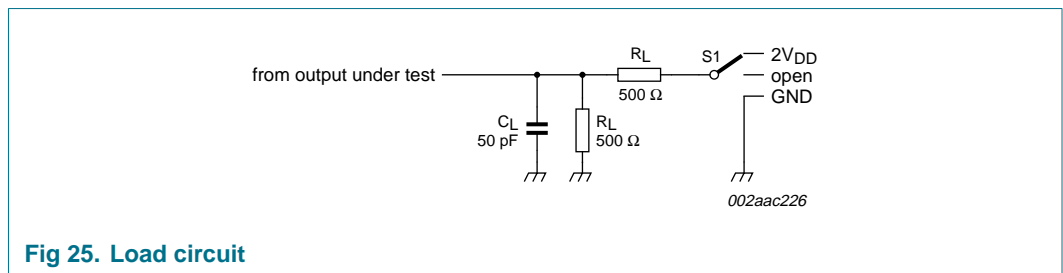 from output under test
RL
500 Ω
S1
2VDD
open
GND
CL
50 pF
RL
500 Ω
002aac226
Fig 25. Load circuit